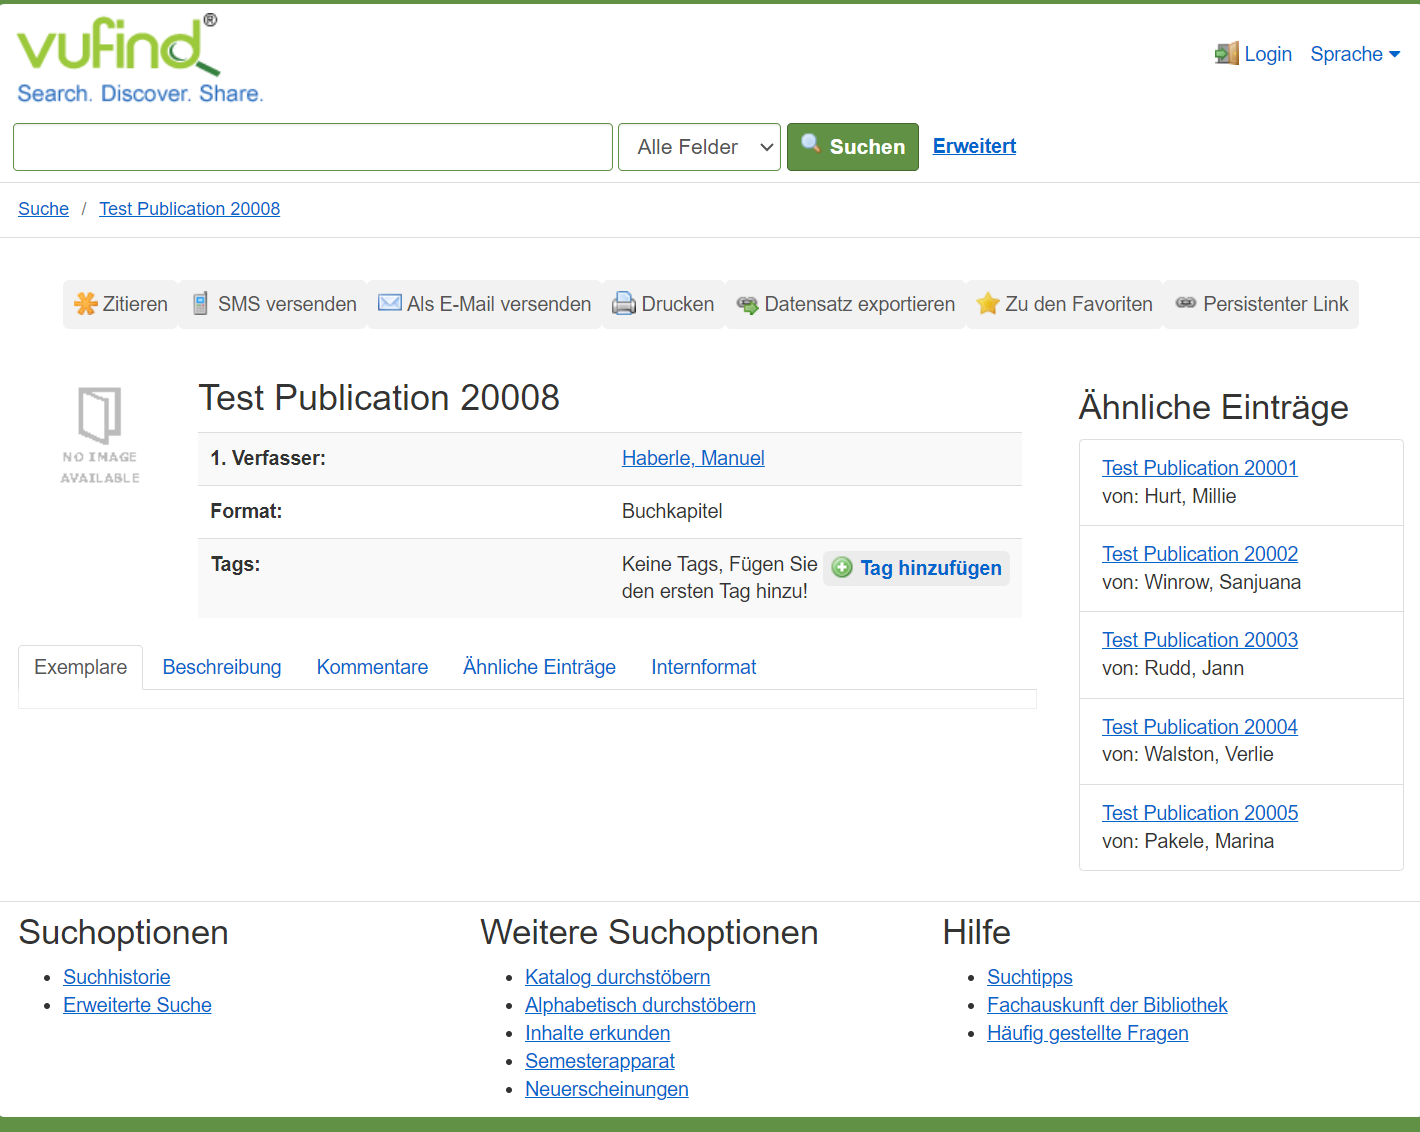 vufind®
Search. Discover. Share.
Login Sprache
Alle Felder Suchen Erweitert
Suche / Test Publication 20008
Zitieren SMS versenden Als E-Mail versenden Drucken Datensatz exportieren Zu den Favoriten Persistenter Link
NO IMAGE
AVAILABLE
Test Publication 20008
1. Verfasser: Haberle, Manuel
Format: Buchkapitel
Tags: Keine Tags, Fügen Sie
den ersten Tag hinzu!
Tag hinzufügen
Exemplare Beschreibung Kommentare Ähnliche Einträge Internformat
Ähnliche Einträge
Test Publication 20001
von: Hurt, Millie
Test Publication 20002
von: Winrow, Sanjuana
Test Publication 20003
von: Rudd, Jann
Test Publication 20004
von: Walston, Verlie
Test Publication 20005
von: Pakele, Marina
Suchoptionen
Suchhistorie
Erweiterte Suche
Weitere Suchoptionen
Katalog durchstöbern
Alphabetisch durchstöbern
Inhalte erkunden
Semesterapparat
Neuerscheinungen
Hilfe
Suchtipps
Fachauskunft der Bibliothek
Häufig gestellte Fragen